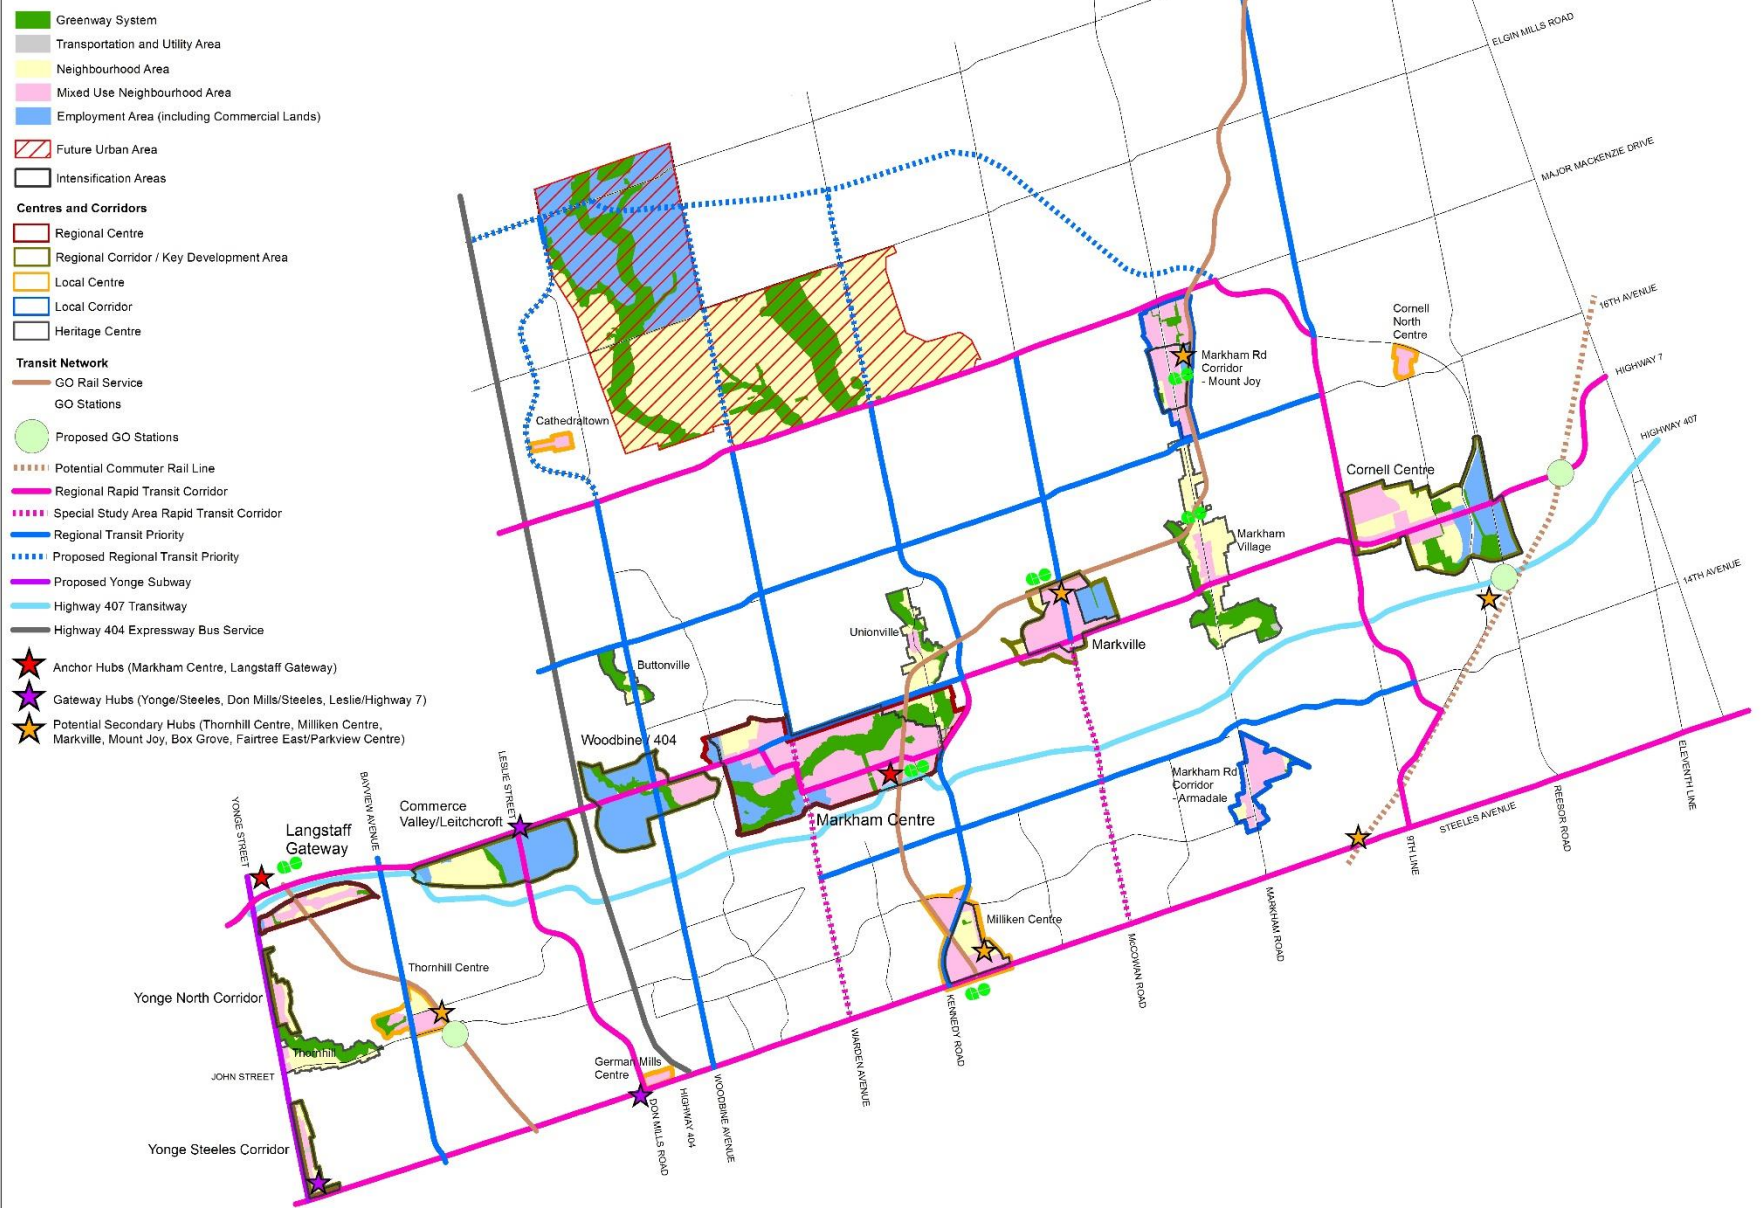 Greenway System
Transportation and Utility Area
Neighbourhood Area
Mixed Use Neighbourhood Area
Employment Area (including Commercial Lands)
Future Urban Area
Intensification Areas
Centres and Corridors
Regional Centre
Regional Corridor / Key Development Area
Local Centre
Local Corridor
Heritage Centre
Transit Network
GO Rail Service
GO Stations
Proposed GO Stations
Potential Commuter Rail Line
Regional Rapid Transit Corridor
Special Study Area Rapid Transit Corridor
Regional Transit Priority
Proposed Regional Transit Priority
Proposed Yonge Subway
Highway 407 Transitway
Highway 404 Expressway Bus Service
Anchor Hubs (Markham Centre, Langstaff Gateway)
Gateway Hubs (Yonge/Steeles, Don Mills/Steeles, Leslie/Highway 7)
Potential Secondary Hubs (Thornhill Centre, Milliken Centre,
Markville, Mount Joy, Box Grove, Fairtree East/Parkview Centre)
ELGIN MILLS ROAD
MAJOR MACKENZIE DRIVE
16TH AVENUE
HIGHWAY 7
HIGHWAY 407
14TH AVENUE
Cornell
North
Centre
Markham Rd
Corridor
- Mount Joy
Cathedraltown
Cornell Centre
Markham
Village
Unionville
Markville
Buttonville
Woodbine / 404
Markham Centre
Markham Rd
Corridor
- Armadale
Commerce
Valley/Leitchcroft
Langstaff
Gateway
YONGE STREET
BAYVIEW AVENUE
LESLIE STREET
Milliken Centre
Thornhill Centre
Yonge North Corridor
Thornhill
JOHN STREET
German Mills
Centre
Yonge Steeles Corridor
DON MILLS ROAD
HIGHWAY 404
WOODBINE AVENUE
WARDEN AVENUE
KENNEDY ROAD
McCOWAN ROAD
MARKHAM ROAD
9TH LINE
STEELES AVENUE
REESOR ROAD
ELEVENTH LINE